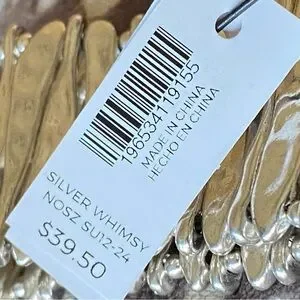 196534119155
MADE IN CHINA
HECHO EN CHINA
SILVER WHIMSY
NOSZ SU12-24
$39.50